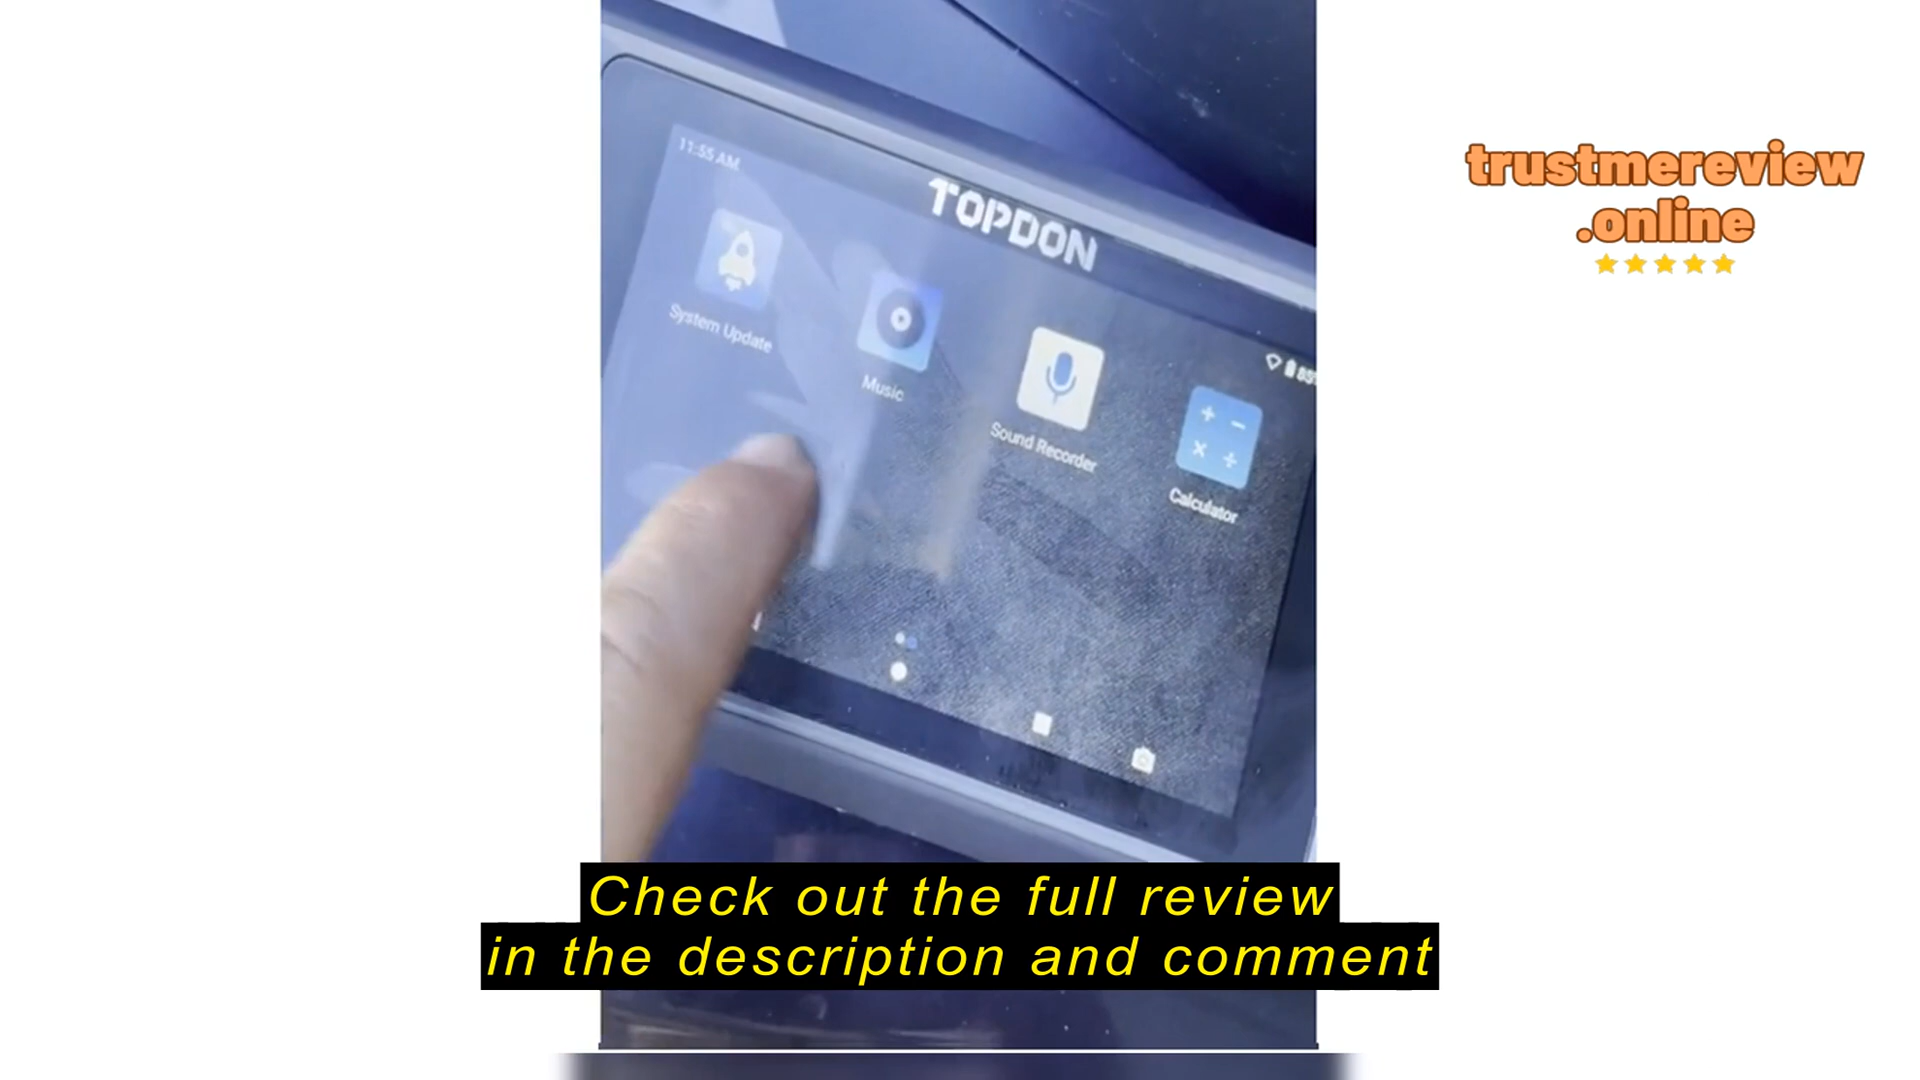 trustmereview
.online
11:55 AM
TOPDON
System Update
Music
Sound Recorder
Calculator
Check out the full review
in the description and comment